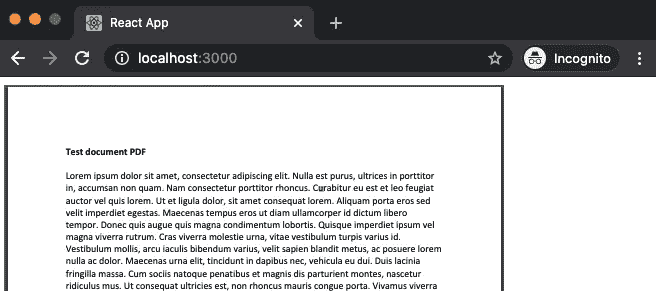 React App
localhost:3000
Incognito
Test document PDF
Lorem ipsum dolor sit amet, consectetur adipiscing elit. Nulla est purus, ultrices in porttitor
in, accumsan non quam. Nam consectetur porttitor rhoncus. Curabitur eu est et leo feugiat
auctor vel quis lorem. Ut et ligula dolor, sit amet consequat lorem. Aliquam porta eros sed
velit imperdiet egestas. Maecenas tempus eros ut diam ullamcorper id dictum libero
tempor. Donec quis augue quis magna condimentum lobortis. Quisque imperdiet ipsum vel
magna viverra rutrum. Cras viverra molestie urna, vitae vestibulum turpis varius id.
Vestibulum mollis, arcu iaculis bibendum varius, velit sapien blandit metus, ac posuere lorem
nulla ac dolor. Maecenas urna elit, tincidunt in dapibus nec, vehicula eu dui. Duis lacinia
fringilla massa. Cum sociis natoque penatibus et magnis dis parturient montes, nascetur
ridiculus mus. Ut consequat ultricies est, non rhoncus mauris congue porta. Vivamus viverra